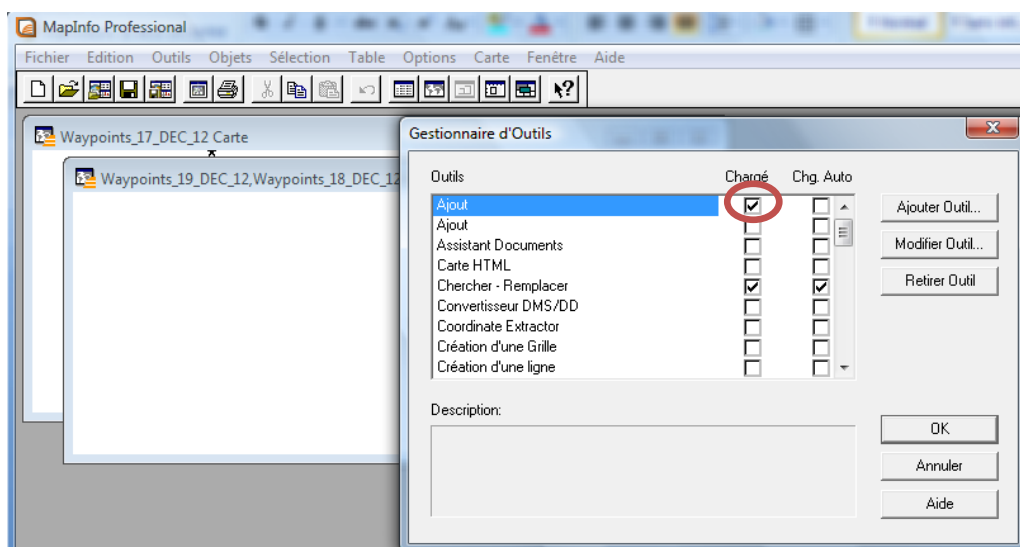 MapInfo Professional
Fichier Edition Outils Objets Sélection Table Options Carte Fenêtre Aide
Waypoints_17_DEC_12 Carte
Waypoints_19_DEC_12,Waypoints_18_DEC_12
Gestionnaire d'Outils
Outils Chargé Chg. Auto
Ajout
Ajout
Assistant Documents
Carte HTML
Chercher - Remplacer
Convertisseur DMS/DD
Coordinate Extractor
Création d'une Grille
Création d'une ligne
Ajouter Outil...
Modifier Outil...
Retirer Outil
Description:
OK
Annuler
Aide